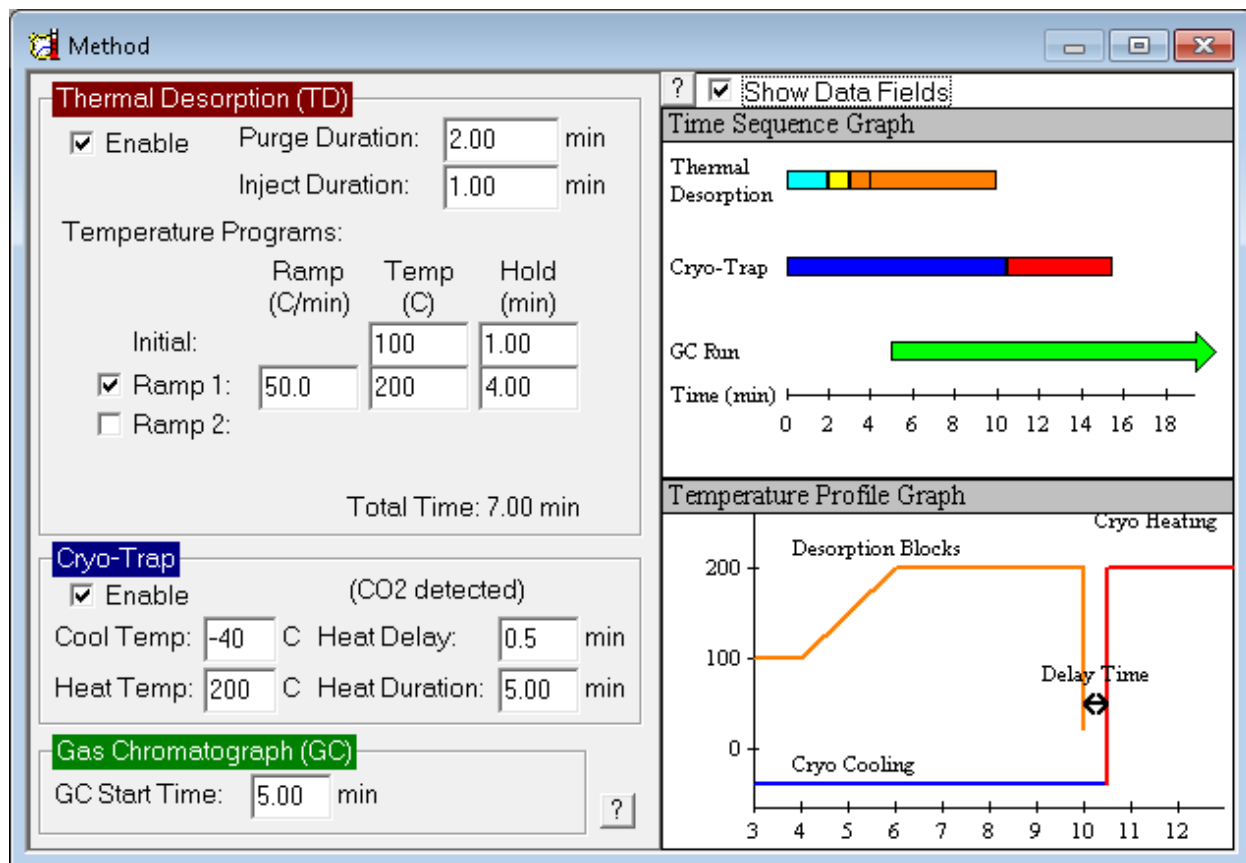 Method
Thermal Desorption (TD)
Enable
Purge Duration: 2.00 min
Inject Duration: 1.00 min
Temperature Programs:
Ramp Temp Hold
(C/min) (C) (min)
Initial: 100 1.00
Ramp 1: 50.0 200 4.00
Ramp 2:
Total Time: 7.00 min
Cryo-Trap
Enable (CO2 detected)
Cool Temp: -40 C Heat Delay: 0.5 min
Heat Temp: 200 C Heat Duration: 5.00 min
Gas Chromatograph (GC)
GC Start Time: 5.00 min
?
? Show Data Fields
Time Sequence Graph
Thermal
Desorption
Cryo-Trap
GC Run
Time (min)
0 2 4 6 8 10 12 14 16 18
Temperature Profile Graph
Cryo Heating
Desorption Blocks
200
100
Delay Time
0
Cryo Cooling
3 4 5 6 7 8 9 10 11 12